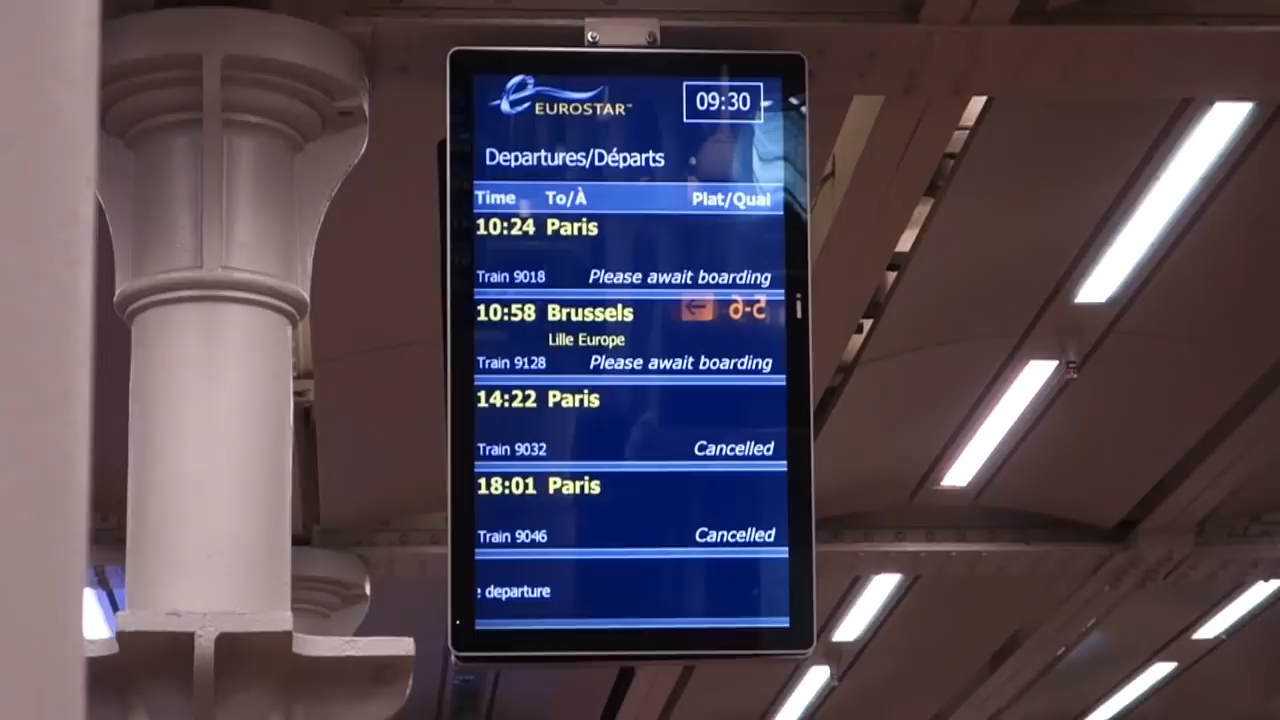 EUROSTAR™
09:30
Departures/Départs
Time To/À Plat/Quai
10:24 Paris
Train 9018 Please await boarding
10:58 Brussels
Lille Europe
Train 9128 Please await boarding
14:22 Paris
Train 9032 Cancelled
18:01 Paris
Train 9046 Cancelled
departure